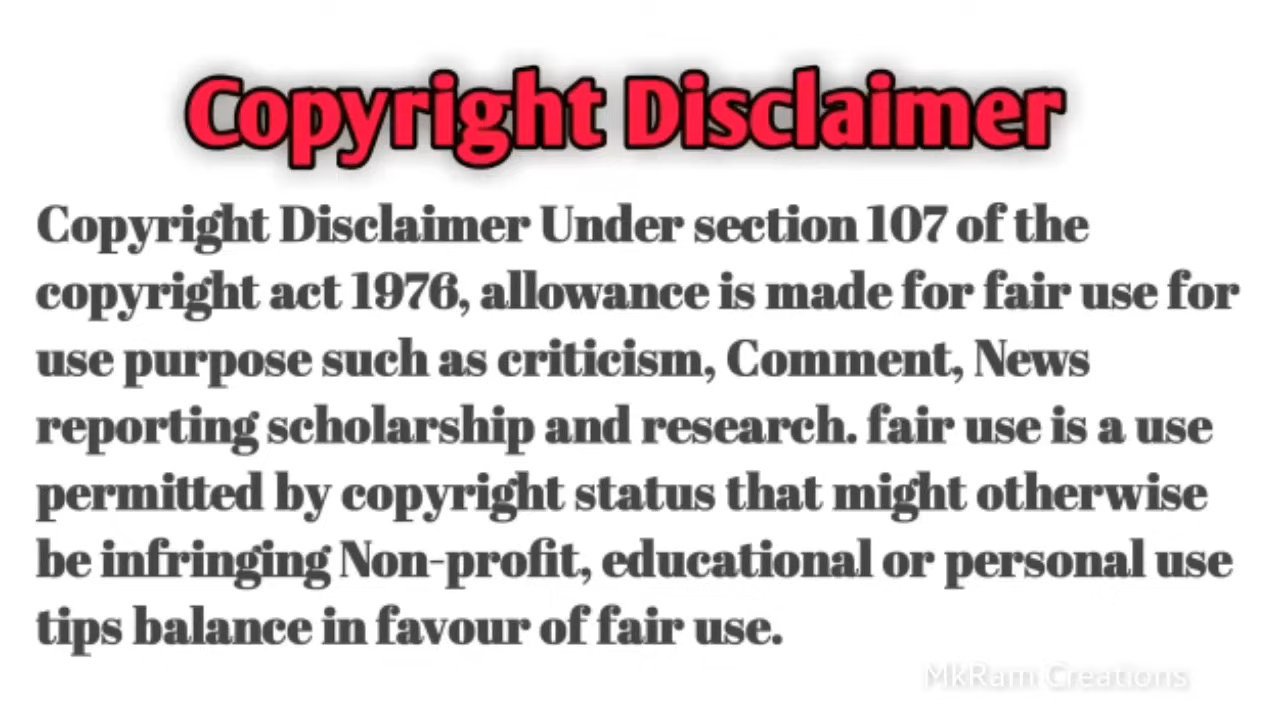 Copyright Disclaimer
Copyright Disclaimer Under section 107 of the
copyright act 1976, allowance is made for fair use for
use purpose such as criticism, Comment, News
reporting scholarship and research. fair use is a use
permitted by copyright status that might otherwise
be infringing Non-profit, educational or personal use
tips balance in favour of fair use.
MkRam Creations